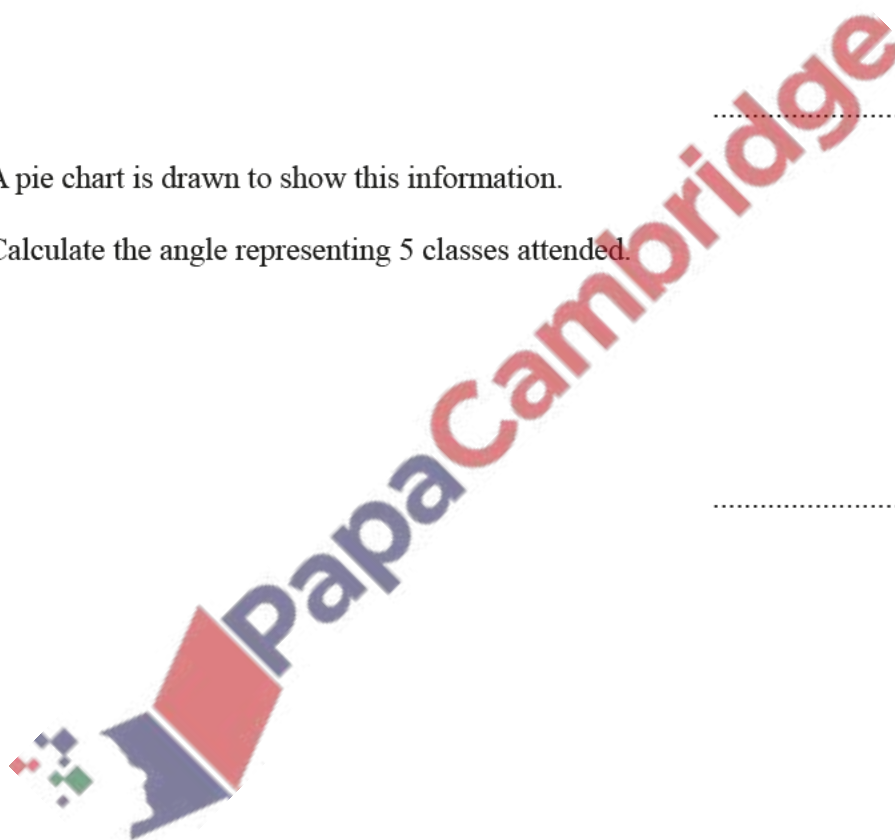 A pie chart is drawn to show this information.
Calculate the angle representing 5 classes attended.
PapaCambridge